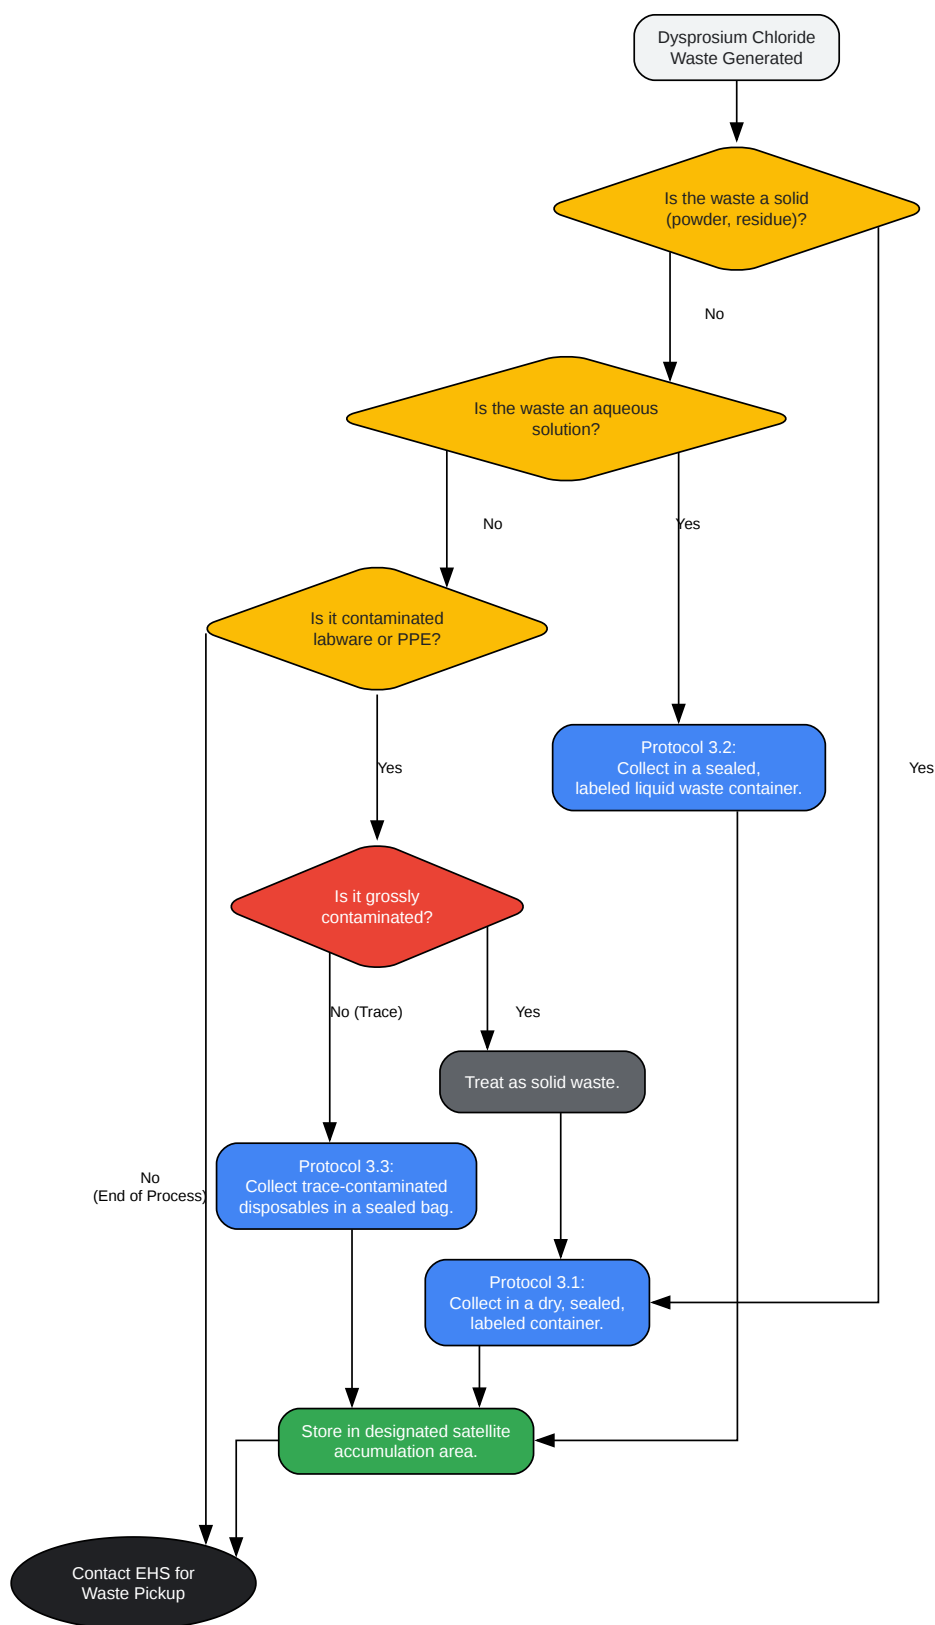 Dysprosium Chloride
Waste Generated
Is the waste a solid
(powder, residue)?
No
Is the waste an aqueous
solution?
No
Yes
Is it contaminated
labware or PPE?
Protocol 3.2:
Collect in a sealed,
labeled liquid waste container.
Yes
Yes
Is it grossly
contaminated?
No (Trace)
Yes
Treat as solid waste.
No
(End of Process)
Protocol 3.3:
Collect trace-contaminated
disposables in a sealed bag.
Protocol 3.1:
Collect in a dry, sealed,
labeled container.
Store in designated satellite
accumulation area.
Contact EHS for
Waste Pickup